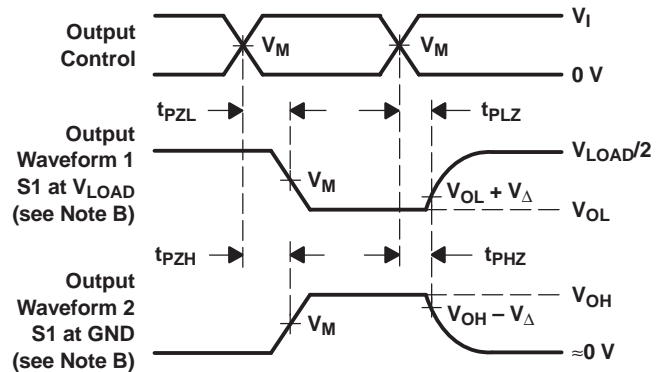 Output
Control
V_M
V_M
V_I
0 V
t_PZL
t_PLZ
Output
Waveform 1
S1 at V_LOAD
(see Note B)
V_M
V_LOAD/2
V_OL + V_Δ
V_OL
t_PZH
t_PHZ
Output
Waveform 2
S1 at GND
(see Note B)
V_M
V_OH
V_OH − V_Δ
≈0 V